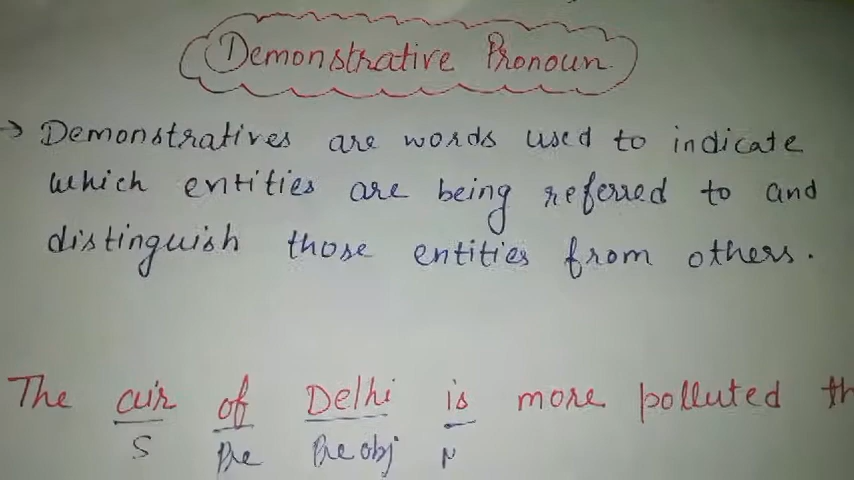 Demonstrative Pronoun
→ Demonstratives are words used to indicate
which entities are being referred to and
distinguish those entities from others.
The air of Delhi is more polluted th
S Pre Pre obj